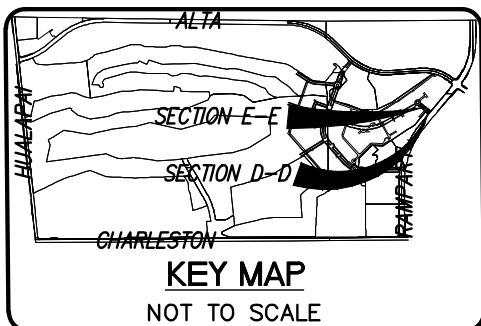 ALTA
SECTION E-E
HUALAPAI
SECTION D-D
RAMPART
CHARLESTON
KEY MAP
NOT TO SCALE